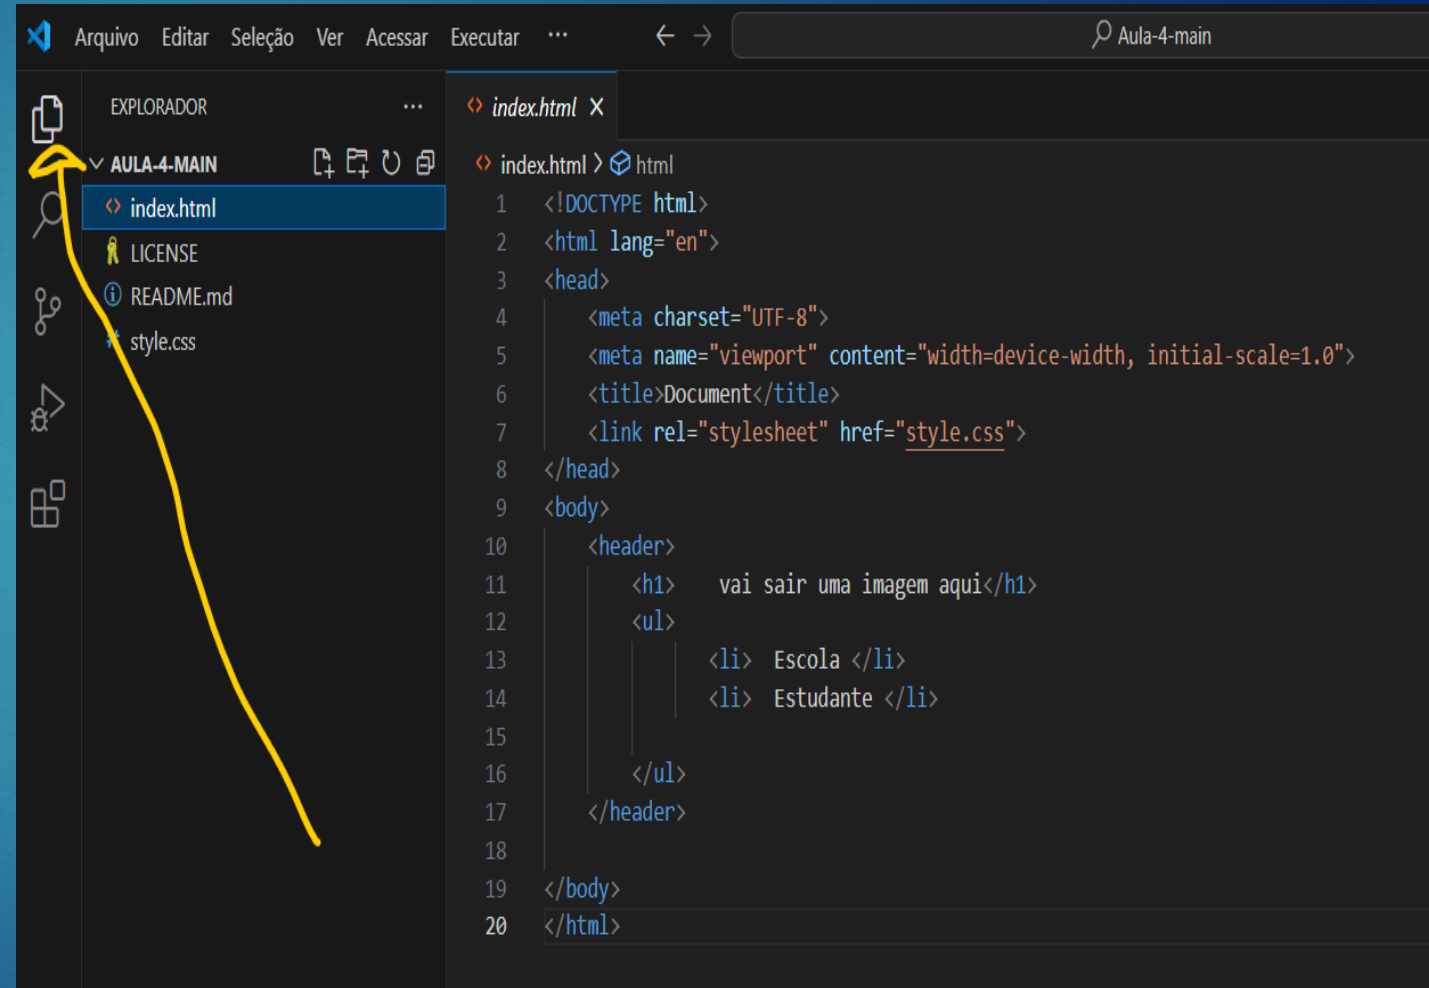 Arquivo Editar Seleção Ver Acessar Executar ··· Aula-4-main
EXPLORADOR ···
AULA-4-MAIN
index.html
LICENSE
README.md
style.css
index.html
index.html > html
1 <!DOCTYPE html>
2 <html lang="en">
3 <head>
4 <meta charset="UTF-8">
5 <meta name="viewport" content="width=device-width, initial-scale=1.0">
6 <title>Document</title>
7 <link rel="stylesheet" href="style.css">
8 </head>
9 <body>
10 <header>
11 <h1> vai sair uma imagem aqui</h1>
12 <ul>
13 <li> Escola </li>
14 <li> Estudante </li>
15
16 </ul>
17 </header>
18
19 </body>
20 </html>